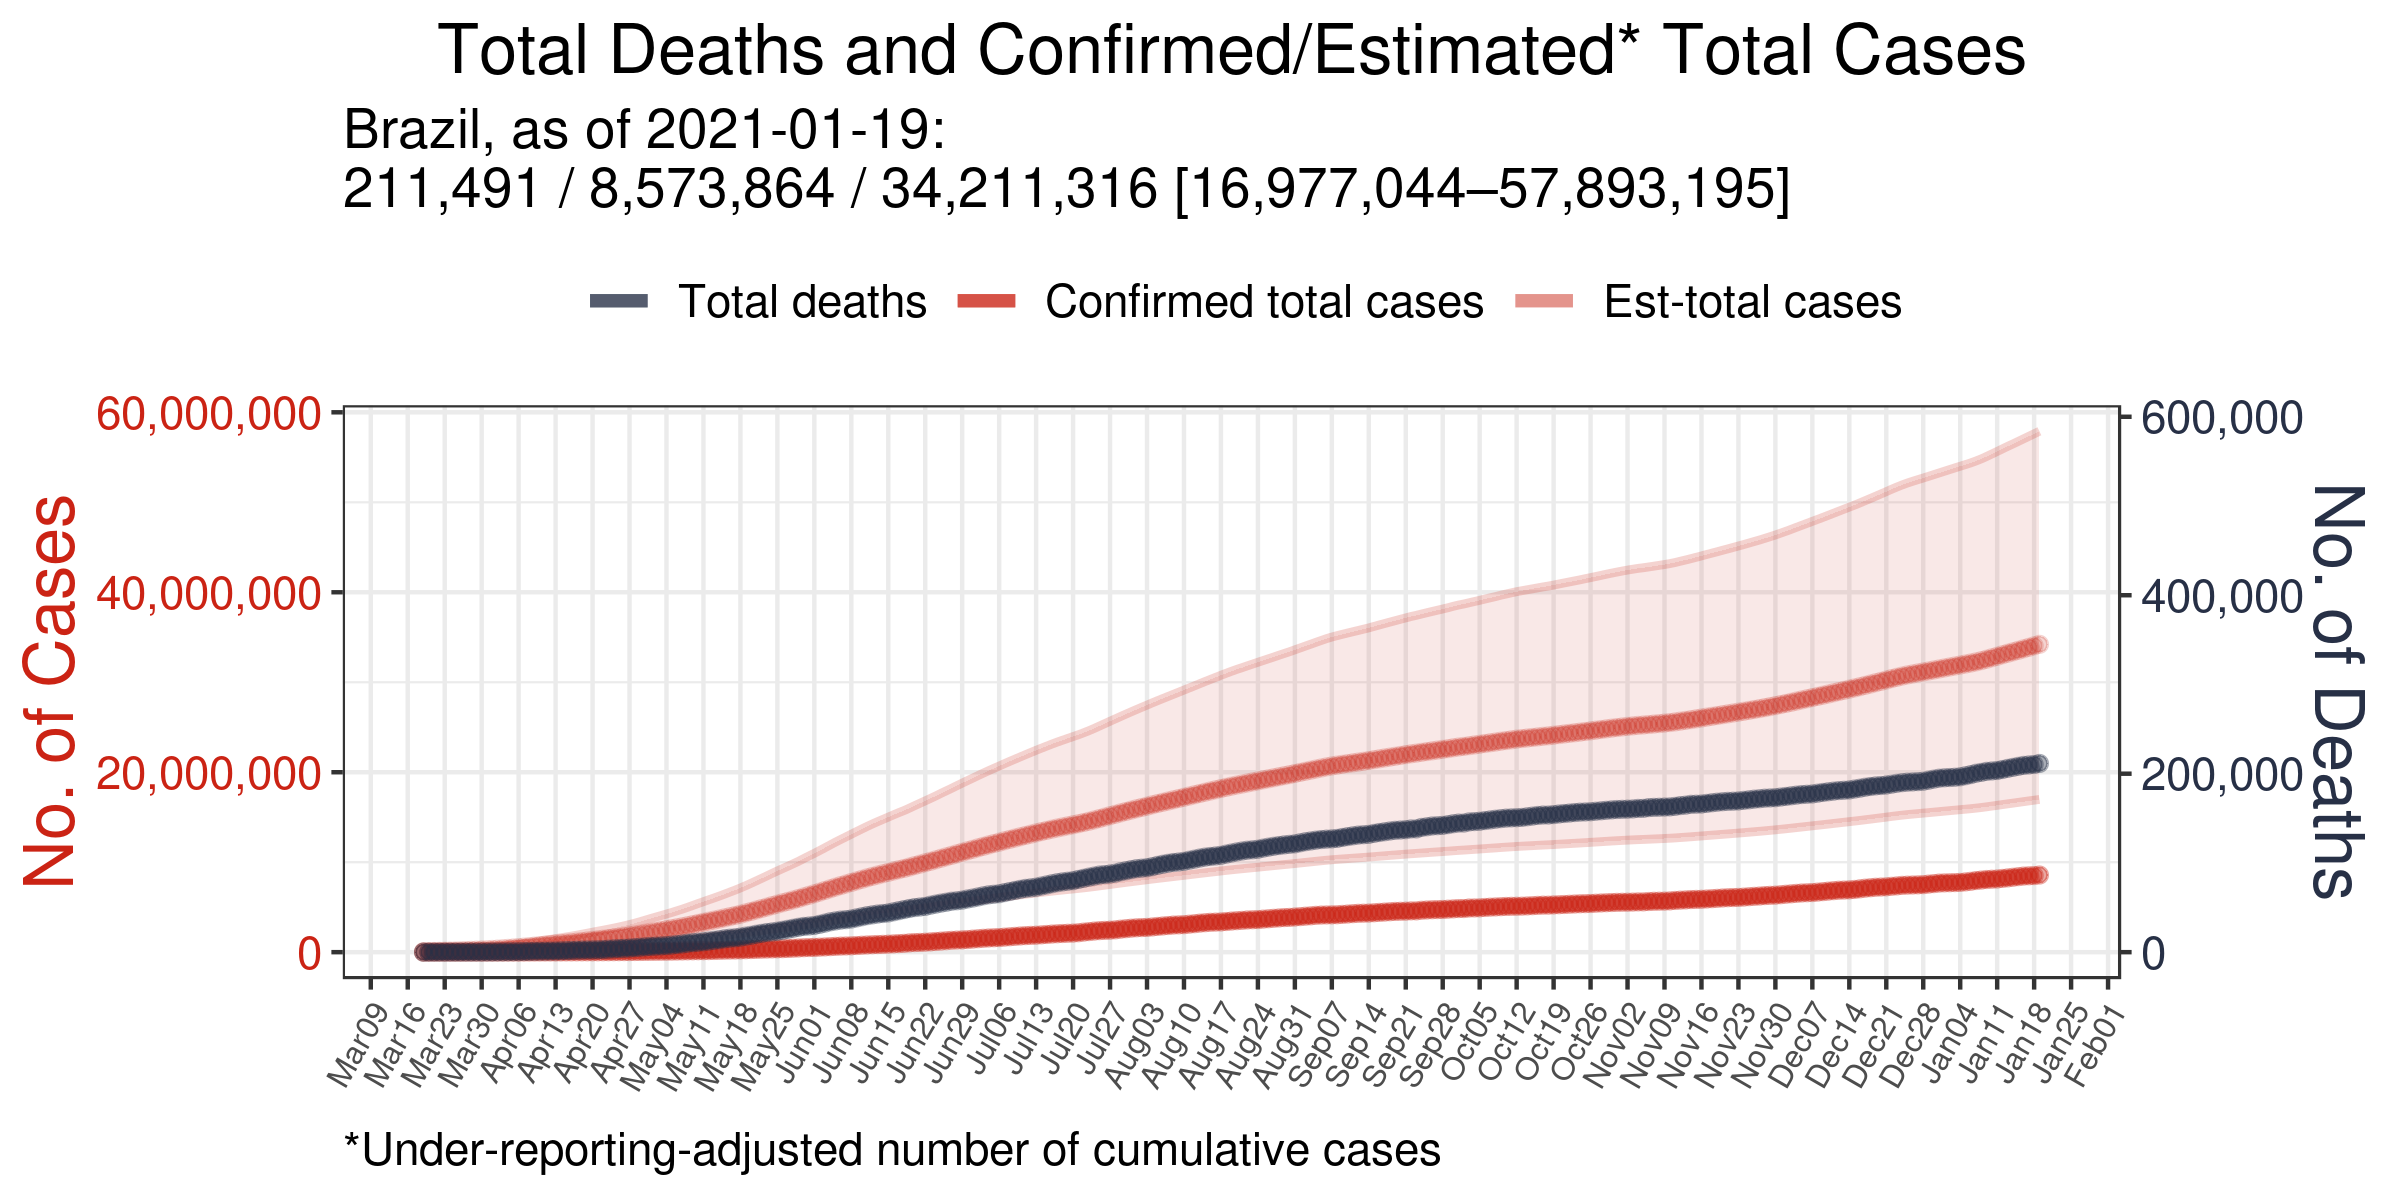 Total Deaths and Confirmed/Estimated* Total Cases
Brazil, as of 2021-01-19:
211,491 / 8,573,864 / 34,211,316 [16,977,044–57,893,195]
Total deaths
Confirmed total cases
Est-total cases
No. of Cases
60,000,000
40,000,000
20,000,000
0
600,000
400,000
200,000
0
No. of Deaths
Mar09
Mar16
Mar23
Mar30
Apr06
Apr13
Apr20
Apr27
May04
May11
May18
May25
Jun01
Jun08
Jun15
Jun22
Jun29
Jul06
Jul13
Jul20
Jul27
Aug03
Aug10
Aug17
Aug24
Aug31
Sep07
Sep14
Sep21
Sep28
Oct05
Oct12
Oct19
Oct26
Nov02
Nov09
Nov16
Nov23
Nov30
Dec07
Dec14
Dec21
Dec28
Jan04
Jan11
Jan18
Jan25
Feb01
*Under-reporting-adjusted number of cumulative cases